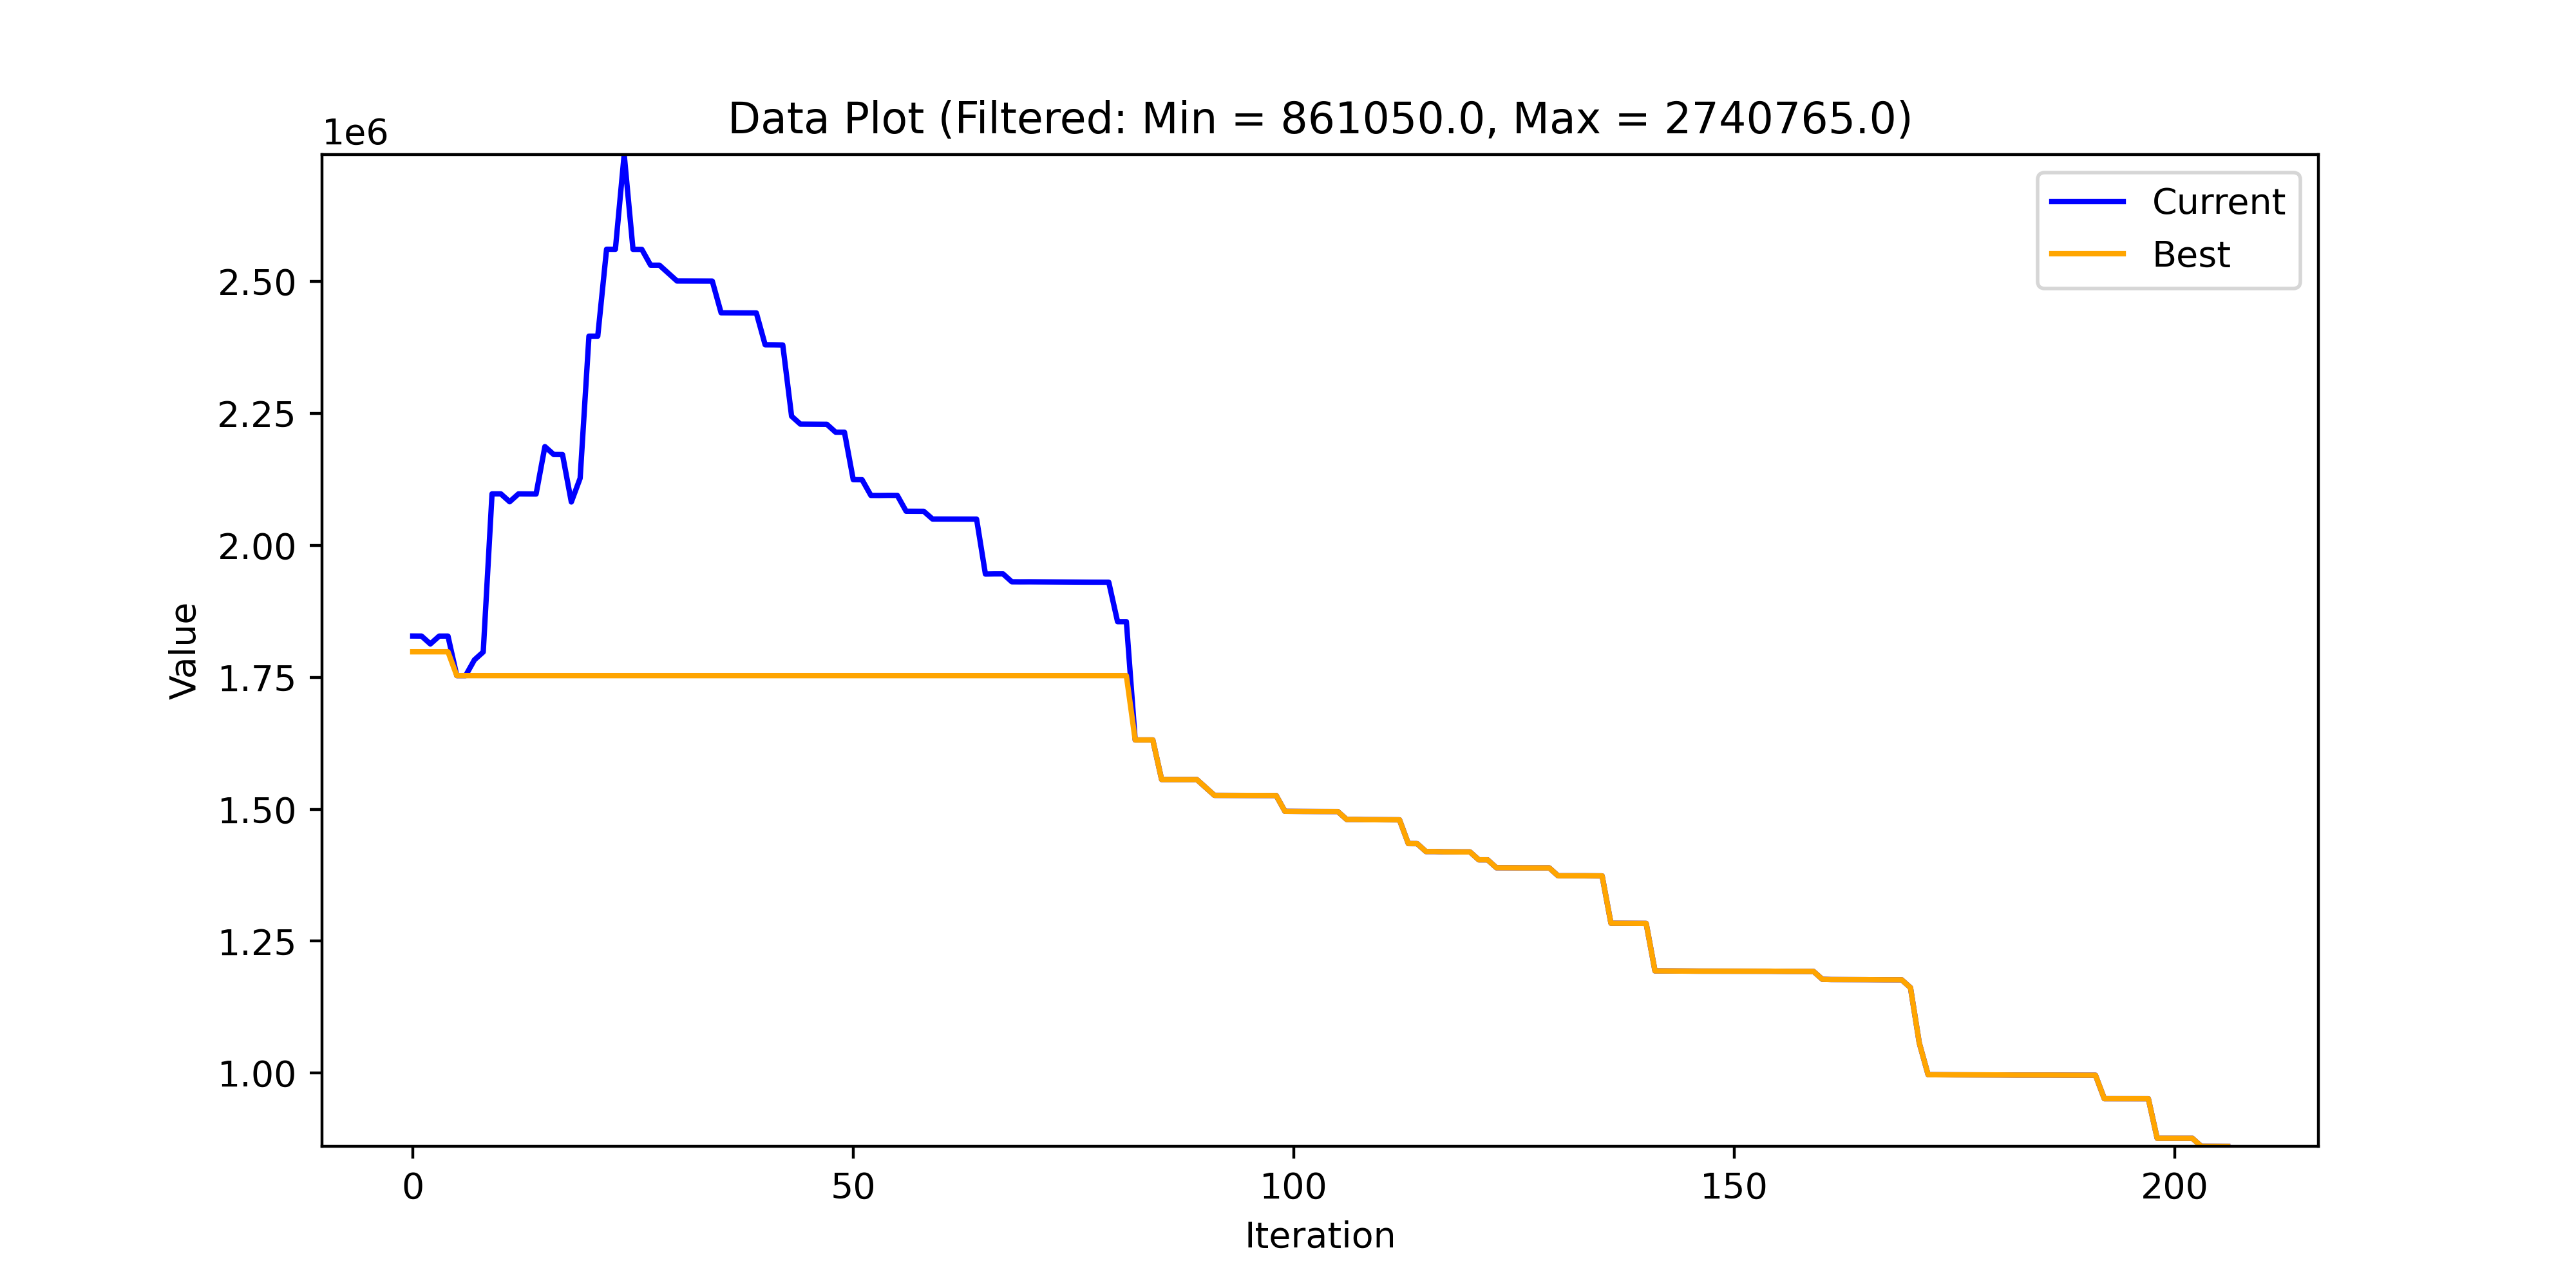 Data Plot (Filtered: Min = 861050.0, Max = 2740765.0)
1e6
Current
Best
2.50
2.25
2.00
1.75
1.50
1.25
1.00
Value
0 50 100 150 200
Iteration